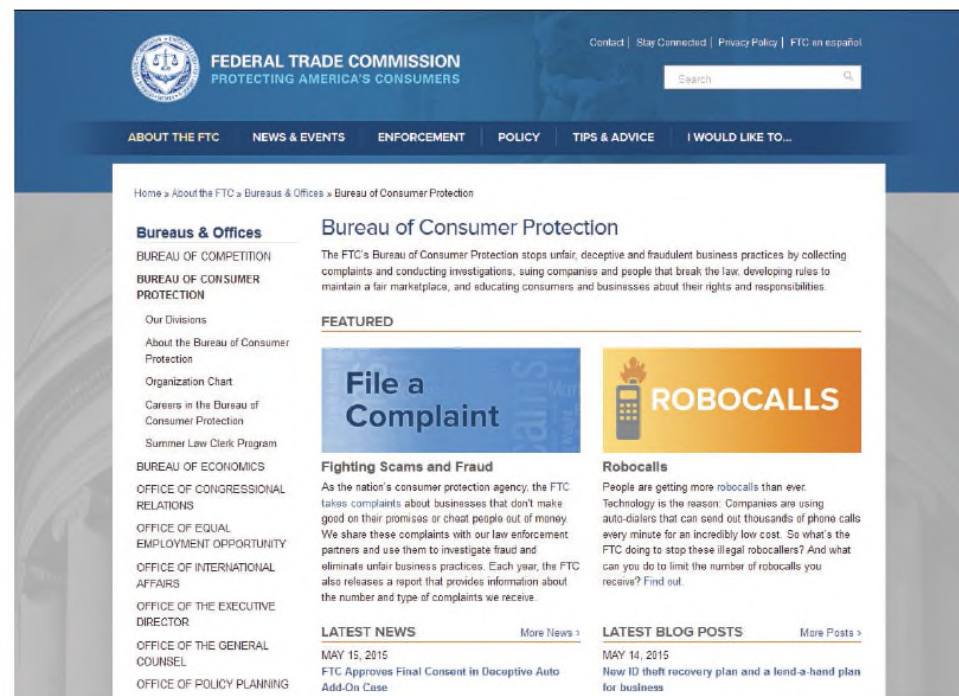 Contact | Stay Connected | Privacy Policy | FTC en español
FEDERAL TRADE COMMISSION
PROTECTING AMERICA'S CONSUMERS
Search
ABOUT THE FTC NEWS & EVENTS ENFORCEMENT POLICY TIPS & ADVICE I WOULD LIKE TO...
Home » About the FTC » Bureaus & Offices » Bureau of Consumer Protection
Bureaus & Offices
BUREAU OF COMPETITION
BUREAU OF CONSUMER
PROTECTION
Our Divisions
About the Bureau of Consumer
Protection
Organization Chart
Careers in the Bureau of
Consumer Protection
Summer Law Clerk Program
BUREAU OF ECONOMICS
OFFICE OF CONGRESSIONAL
RELATIONS
OFFICE OF EQUAL
EMPLOYMENT OPPORTUNITY
OFFICE OF INTERNATIONAL
AFFAIRS
OFFICE OF THE EXECUTIVE
DIRECTOR
OFFICE OF THE GENERAL
COUNSEL
OFFICE OF POLICY PLANNING
Bureau of Consumer Protection
The FTC's Bureau of Consumer Protection stops unfair, deceptive and fraudulent business practices by collecting
complaints and conducting investigations, suing companies and people that break the law, developing rules to
maintain a fair marketplace, and educating consumers and businesses about their rights and responsibilities.
FEATURED
File a
Complaint
Fighting Scams and Fraud
As the nation's consumer protection agency, the FTC
takes complaints about businesses that don't make
good on their promises or cheat people out of money.
We share these complaints with our law enforcement
partners and use them to investigate fraud and
eliminate unfair business practices. Each year, the FTC
also releases a report that provides information about
the number and type of complaints we receive.
ROBOCALLS
Robocalls
People are getting more robocalls than ever.
Technology is the reason: Companies are using
auto-dialers that can send out thousands of phone calls
every minute for an incredibly low cost. So what's the
FTC doing to stop these illegal robocallers? And what
can you do to limit the number of robocalls you
receive? Find out.
LATEST NEWS More News >
MAY 15, 2015
FTC Approves Final Consent in Deceptive Auto
Add-On Case
LATEST BLOG POSTS More Posts >
MAY 14, 2015
New ID theft recovery plan and a lend-a-hand plan
for business